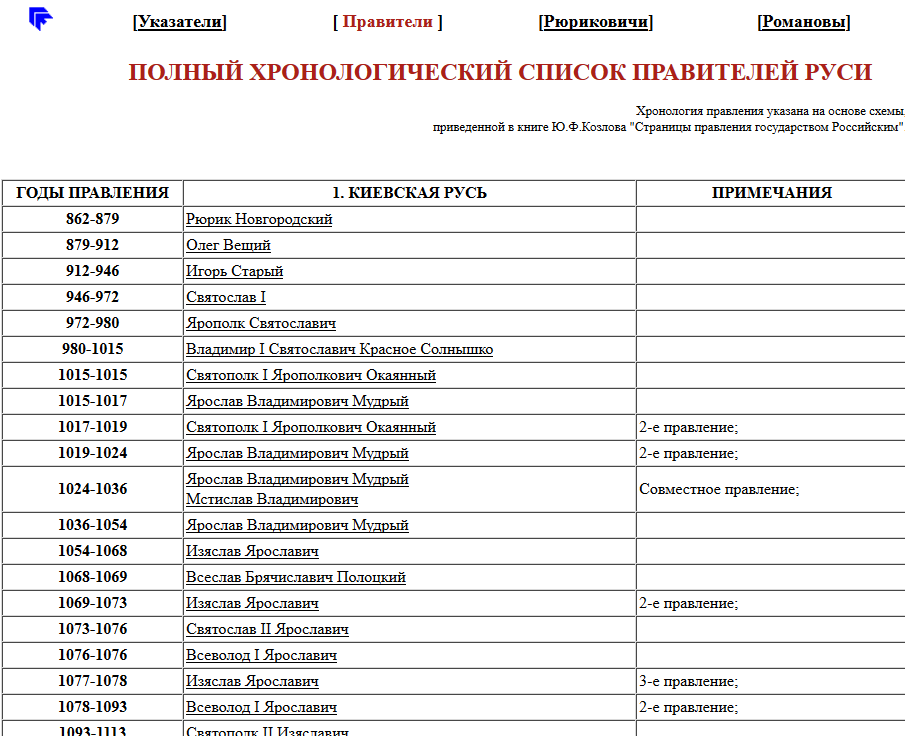 [Указатели] [ Правители ] [Рюриковичи] [Романовы]
ПОЛНЫЙ ХРОНОЛОГИЧЕСКИЙ СПИСОК ПРАВИТЕЛЕЙ РУСИ
Хронология правления указана на основе схемы,
приведенной в книге Ю.Ф.Козлова "Страницы правления государством Российским"
ГОДЫ ПРАВЛЕНИЯ 1. КИЕВСКАЯ РУСЬ ПРИМЕЧАНИЯ
862-879 Рюрик Новгородский
879-912 Олег Вещий
912-946 Игорь Старый
946-972 Святослав I
972-980 Ярополк Святославич
980-1015 Владимир I Святославич Красное Солнышко
1015-1015 Святополк I Ярополкович Окаянный
1015-1017 Ярослав Владимирович Мудрый
1017-1019 Святополк I Ярополкович Окаянный 2-е правление;
1019-1024 Ярослав Владимирович Мудрый 2-е правление;
1024-1036 Ярослав Владимирович Мудрый
Мстислав Владимирович Совместное правление;
1036-1054 Ярослав Владимирович Мудрый
1054-1068 Изяслав Ярославич
1068-1069 Всеслав Брячиславич Полоцкий
1069-1073 Изяслав Ярославич 2-е правление;
1073-1076 Святослав II Ярославич
1076-1076 Всеволод I Ярославич
1077-1078 Изяслав Ярославич 3-е правление;
1078-1093 Всеволод I Ярославич 2-е правление;
1093-1113 Святополк II Изяславич